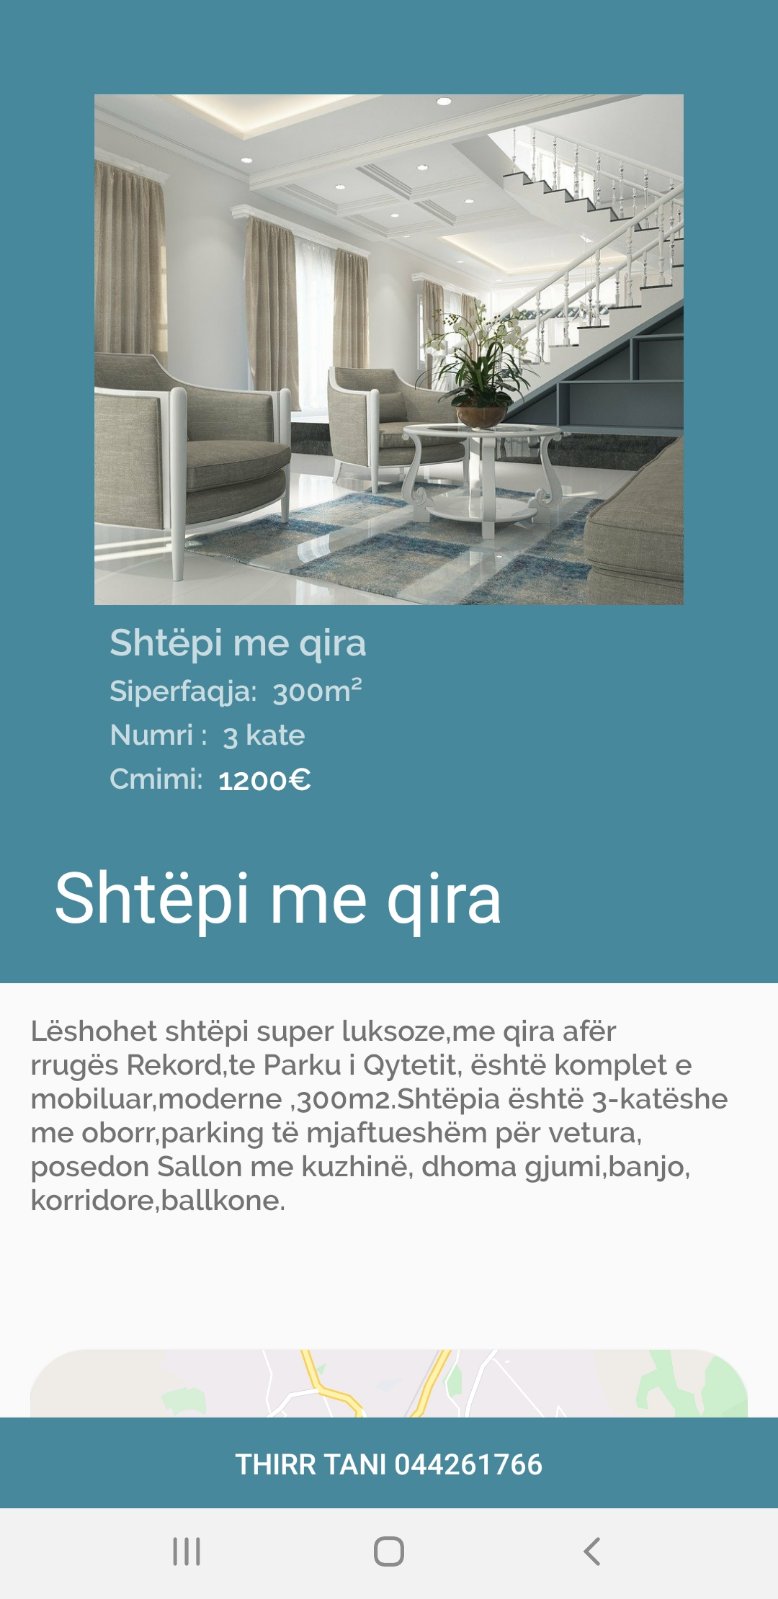 Shtëpi me qira
Siperfaqja: 300m²
Numri : 3 kate
Cmimi: 1200€
Shtëpi me qira
Lëshohet shtëpi super luksoze,me qira afër
rrugës Rekord,te Parku i Qytetit, është komplet e
mobiluar,moderne ,300m2.Shtëpia është 3-katëshe
me oborr,parking të mjaftueshëm për vetura,
posedon Sallon me kuzhinë, dhoma gjumi,banjo,
korridore,ballkone.
THIRR TANI 044261766